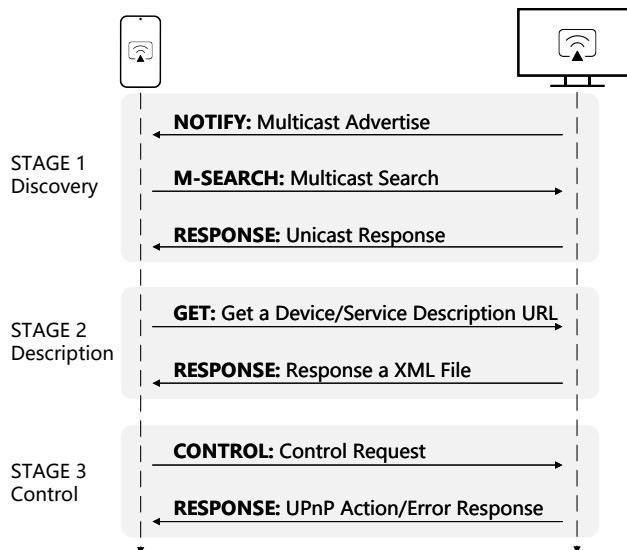 NOTIFY: Multicast Advertise
STAGE 1
Discovery
M-SEARCH: Multicast Search
RESPONSE: Unicast Response
GET: Get a Device/Service Description URL
STAGE 2
Description
RESPONSE: Response a XML File
CONTROL: Control Request
STAGE 3
Control
RESPONSE: UPnP Action/Error Response